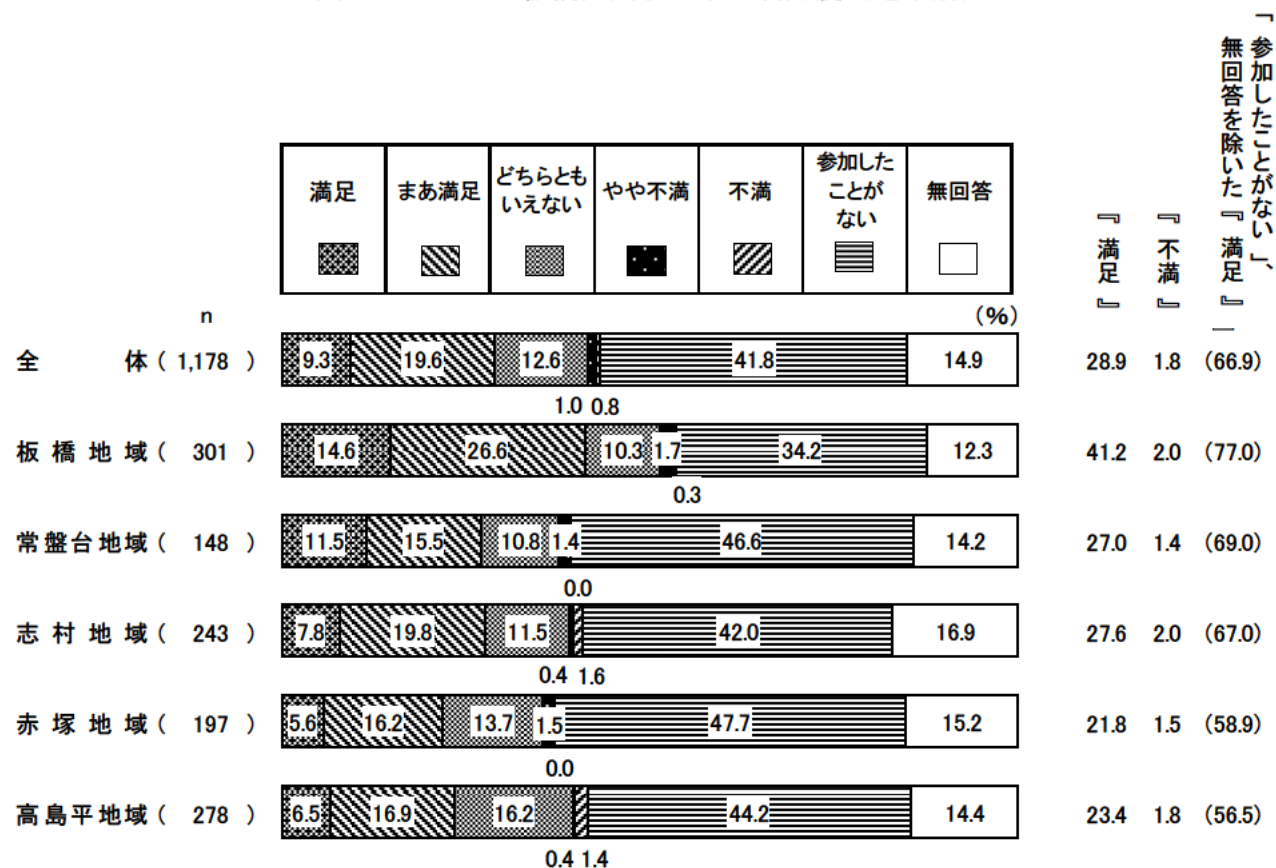 「参加したことがない」、
無回答を除いた『満足』
満足 まあ満足 どちらとも やや不満 不満 参加した 無回答
いえない ことが
ない
『満足』 『不満』
n (%)
全 体 ( 1,178 ) 9.3 19.6 12.6 41.8 14.9 28.9 1.8 (66.9)
1.0 0.8
板 橋 地 域 ( 301 ) 14.6 26.6 10.3 1.7 34.2 12.3 41.2 2.0 (77.0)
0.3
常盤台地域 ( 148 ) 11.5 15.5 10.8 1.4 46.6 14.2 27.0 1.4 (69.0)
0.0
志 村 地 域 ( 243 ) 7.8 19.8 11.5 42.0 16.9 27.6 2.0 (67.0)
0.4 1.6
赤 塚 地 域 ( 197 ) 5.6 16.2 13.7 1.5 47.7 15.2 21.8 1.5 (58.9)
0.0
高島平地域 ( 278 ) 6.5 16.9 16.2 44.2 14.4 23.4 1.8 (56.5)
0.4 1.4